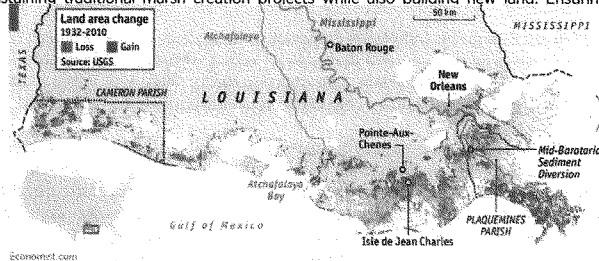 staining traditional marsh creation projects while also building new land. Ensurin
Land area change
1932-2010
Loss Gain
Source: USGS
50 km
TEXAS
Atchafalaya
Mississippi
MISSISSIPPI
Baton Rouge
CAMERON PARISH
LOUISIANA
New
Orleans
Pointe-Aux-
Chenes
Mid-Barataria
Sediment
Diversion
Atchafalaya
Bay
PLAQUEMINES
PARISH
Gulf of Mexico
Isle de Jean Charles
Economist.com